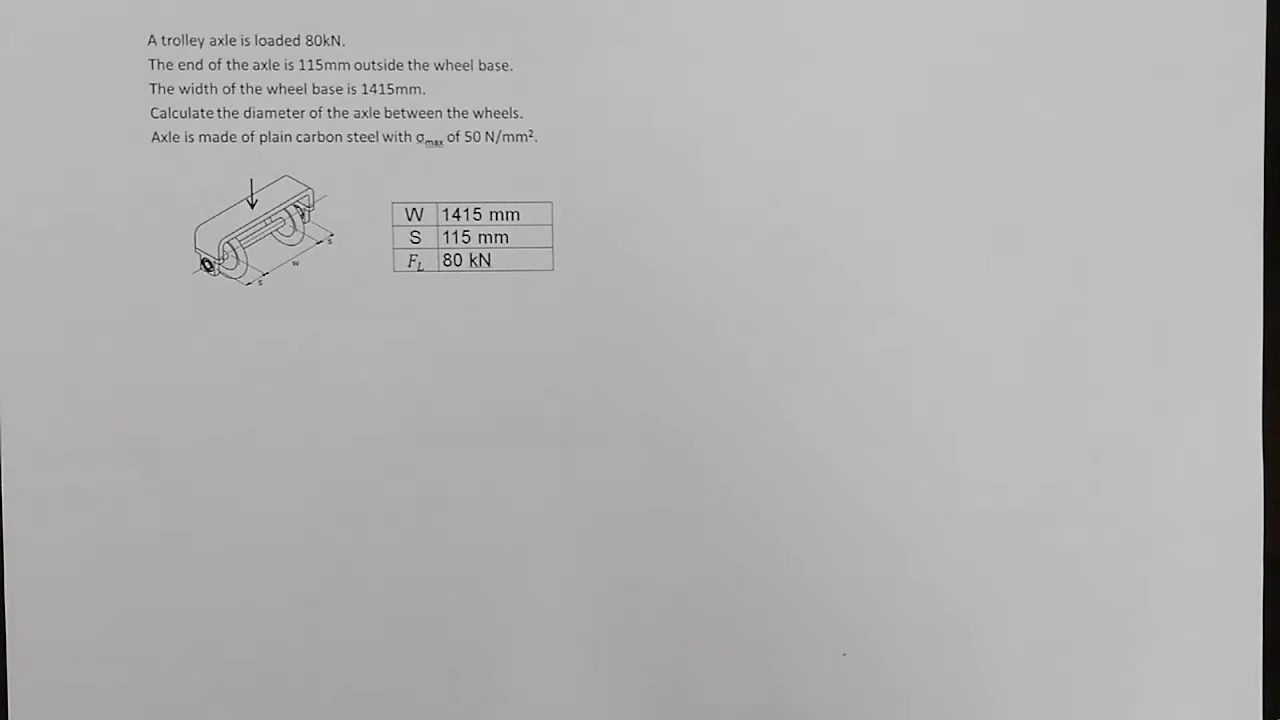 A trolley axle is loaded 80kN.
The end of the axle is 115mm outside the wheel base.
The width of the wheel base is 1415mm.
Calculate the diameter of the axle between the wheels.
Axle is made of plain carbon steel with σmax of 50 N/mm².
W 1415 mm
S 115 mm
F_L 80 kN
S
W
S